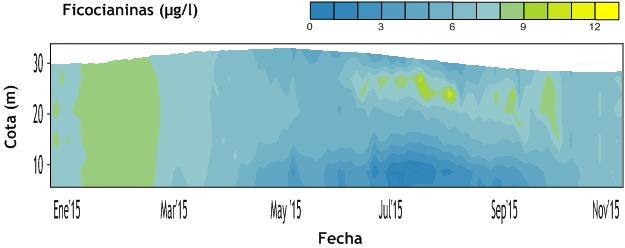 Ficocianinas (µg/l)
0 3 6 9 12
Cota (m)
30
20
10
Ene'15 Mar'15 May'15 Jul'15 Sep'15 Nov'15
Fecha